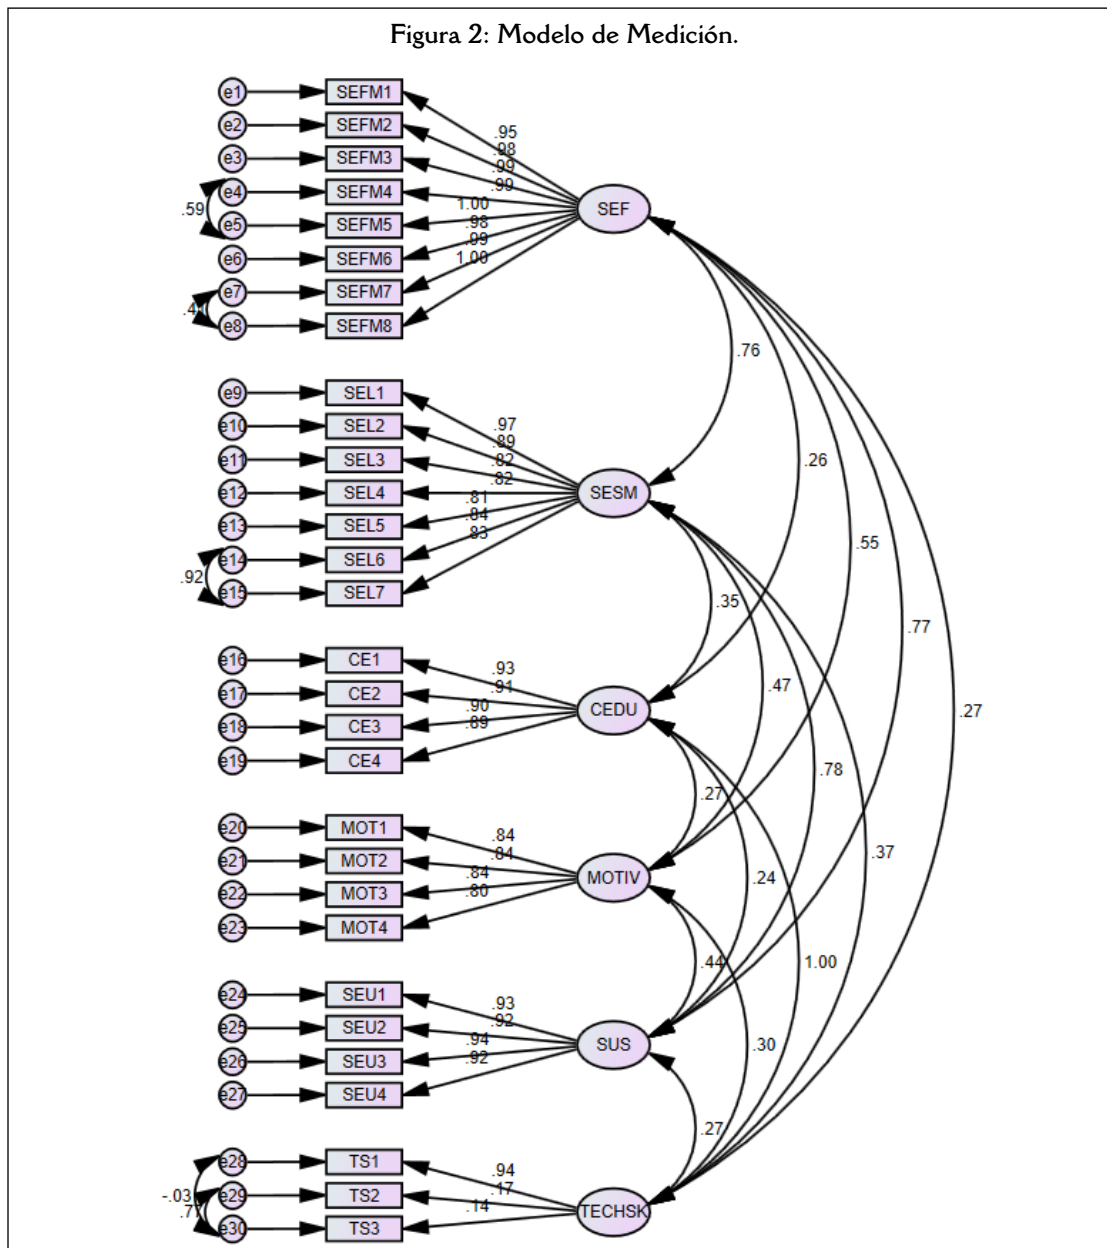 Figura 2: Modelo de Medición.
e1 SEFM1
e2 SEFM2
.95
e3 SEFM3
.98
.99
e4 SEFM4
.99
SEF
.59
1.00
e5 SEFM5
.98
e6 SEFM6
.99
1.00
e7 SEFM7
e8 SEFM8
.76
e9 SEL1
e10 SEL2
.97
.89
e11 SEL3
.82
.26
.82
e12 SEL4
SESM
.81
e13 SEL5
.84
.83
.55
e14 SEL6
.92
e15 SEL7
.35
.77
e16 CE1
.93
e17 CE2
.91
.47
.90
CEDU
.27
e18 CE3
.89
e19 CE4
.78
.27
e20 MOT1
.84
e21 MOT2
.84
.37
.84
MOTIV
.24
e22 MOT3
.80
e23 MOT4
.44
1.00
e24 SEU1
.93
e25 SEU2
.92
.94
SUS
.30
e26 SEU3
.92
e27 SEU4
.27
e28 TS1
.94
-.03
e29 TS2
.17
.77
.14
TECHSK
e30 TS3